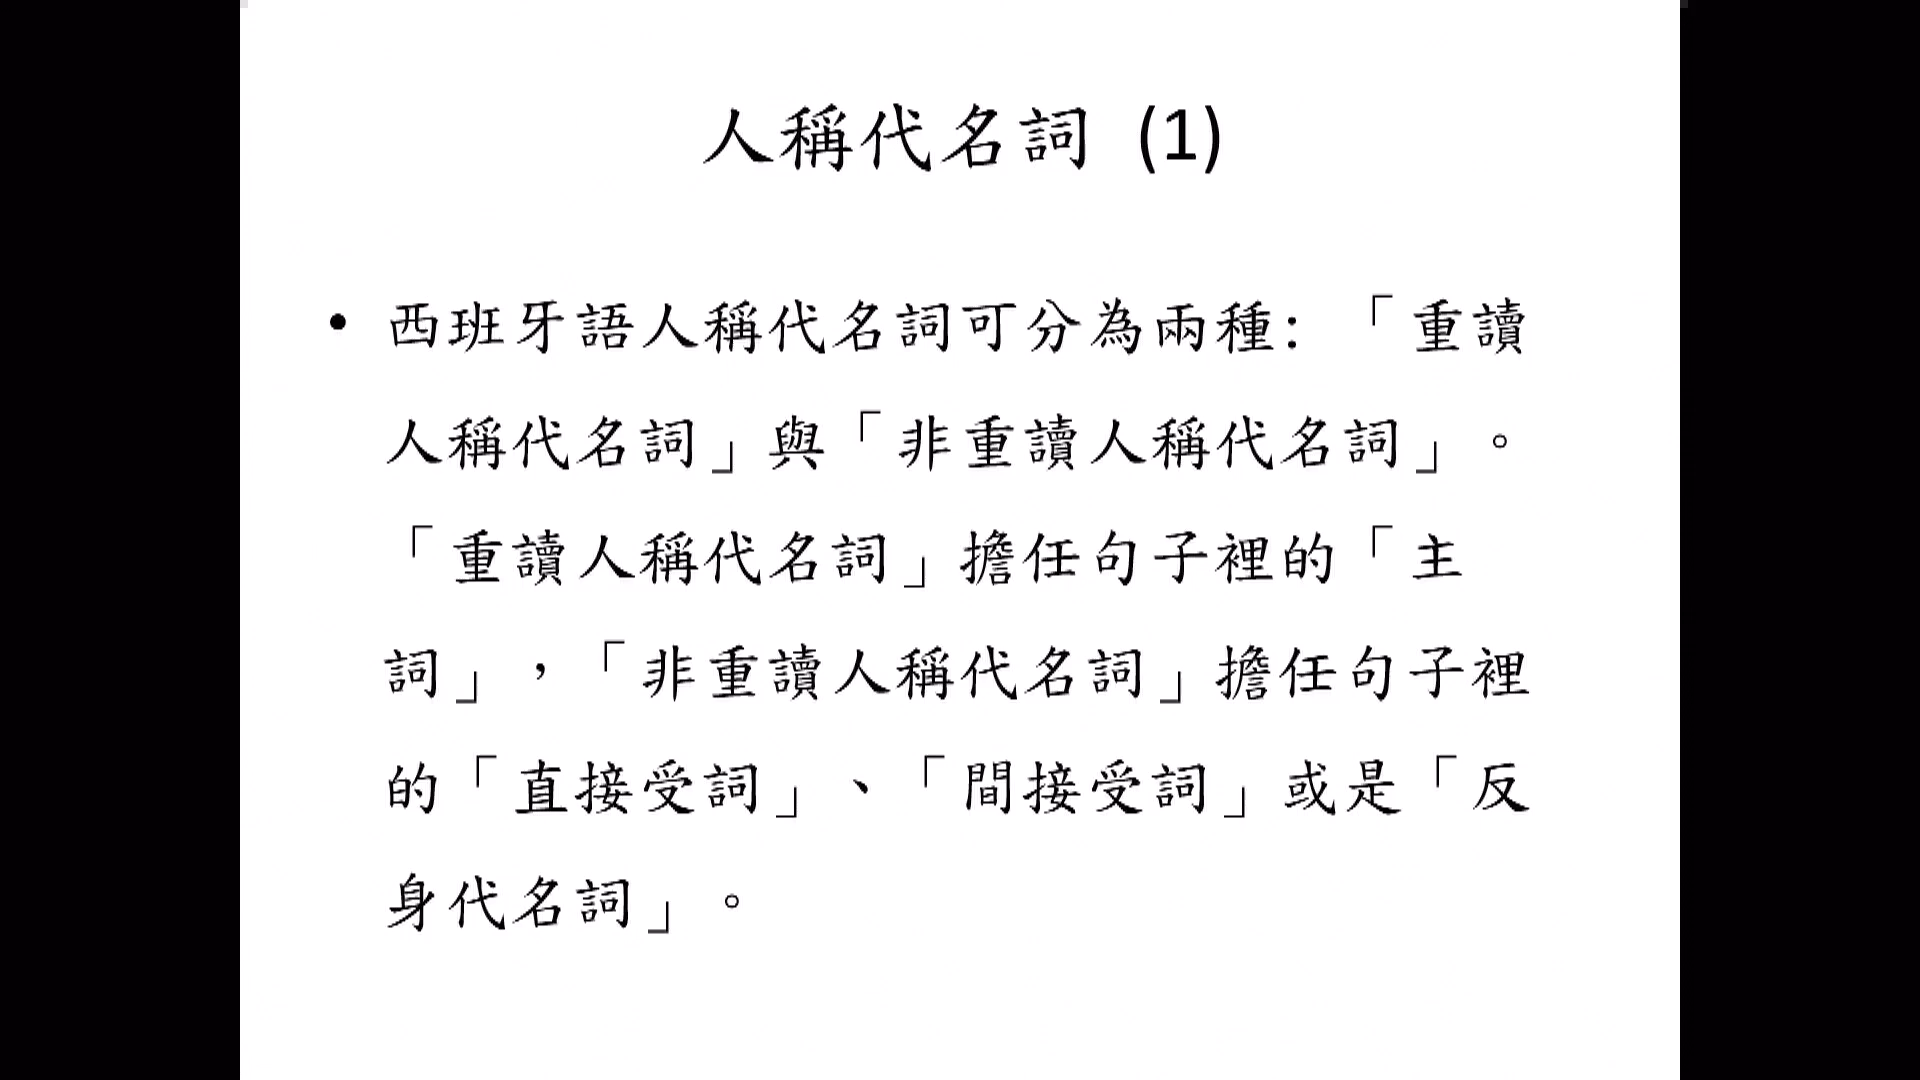 人稱代名詞 (1)
• 西班牙語人稱代名詞可分為兩種: 「重讀
人稱代名詞」與「非重讀人稱代名詞」。
「重讀人稱代名詞」擔任句子裡的「主
詞」，「非重讀人稱代名詞」擔任句子裡
的「直接受詞」、「間接受詞」或是「反
身代名詞」。